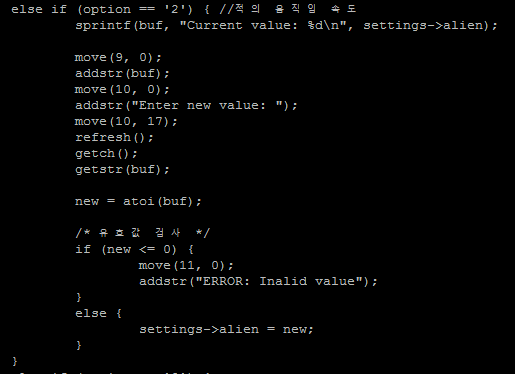 else if (option == '2') { //적의 움직임 속도
sprintf(buf, "Current value: %d\n", settings->alien);
move(9, 0);
addstr(buf);
move(10, 0);
addstr("Enter new value: ");
move(10, 17);
refresh();
getch();
getstr(buf);
new = atoi(buf);
/* 유효값 검사 */
if (new <= 0) {
move(11, 0);
addstr("ERROR: Inalid value");
}
else {
settings->alien = new;
}
}